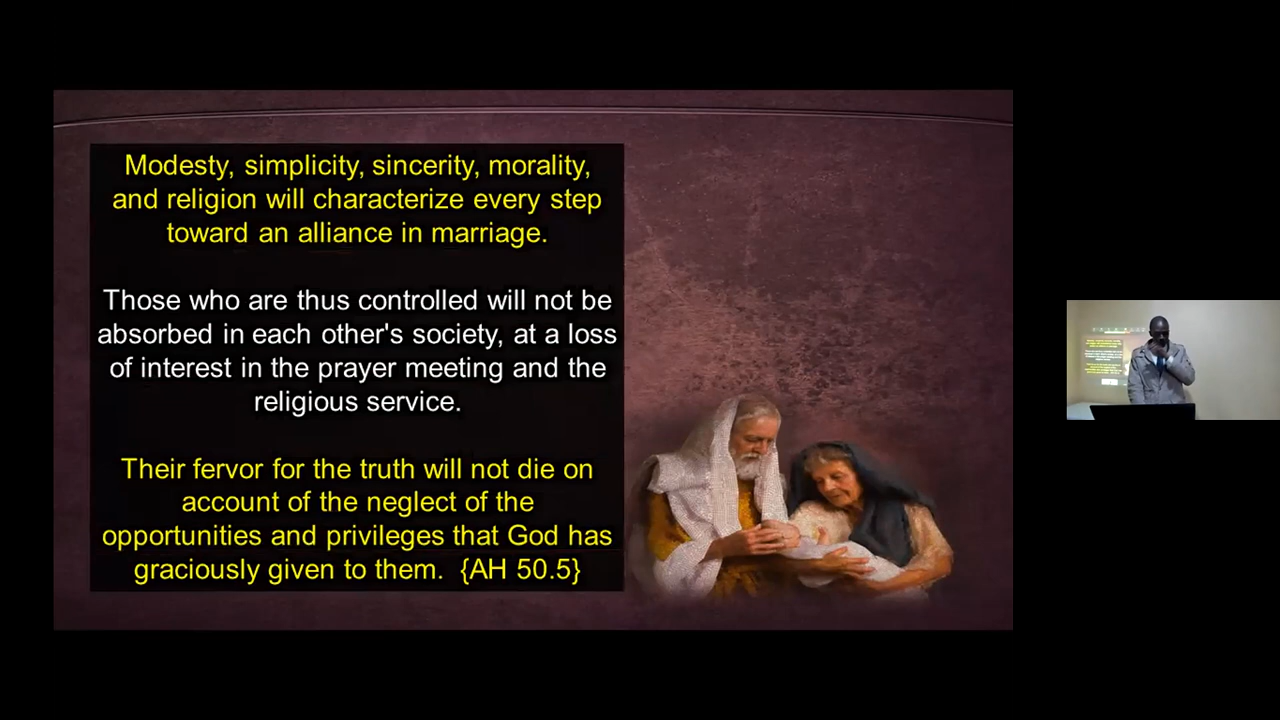 Modesty, simplicity, sincerity, morality,
and religion will characterize every step
toward an alliance in marriage.
Those who are thus controlled will not be
absorbed in each other's society, at a loss
of interest in the prayer meeting and the
religious service.
Their fervor for the truth will not die on
account of the neglect of the
opportunities and privileges that God has
graciously given to them.  {AH 50.5}